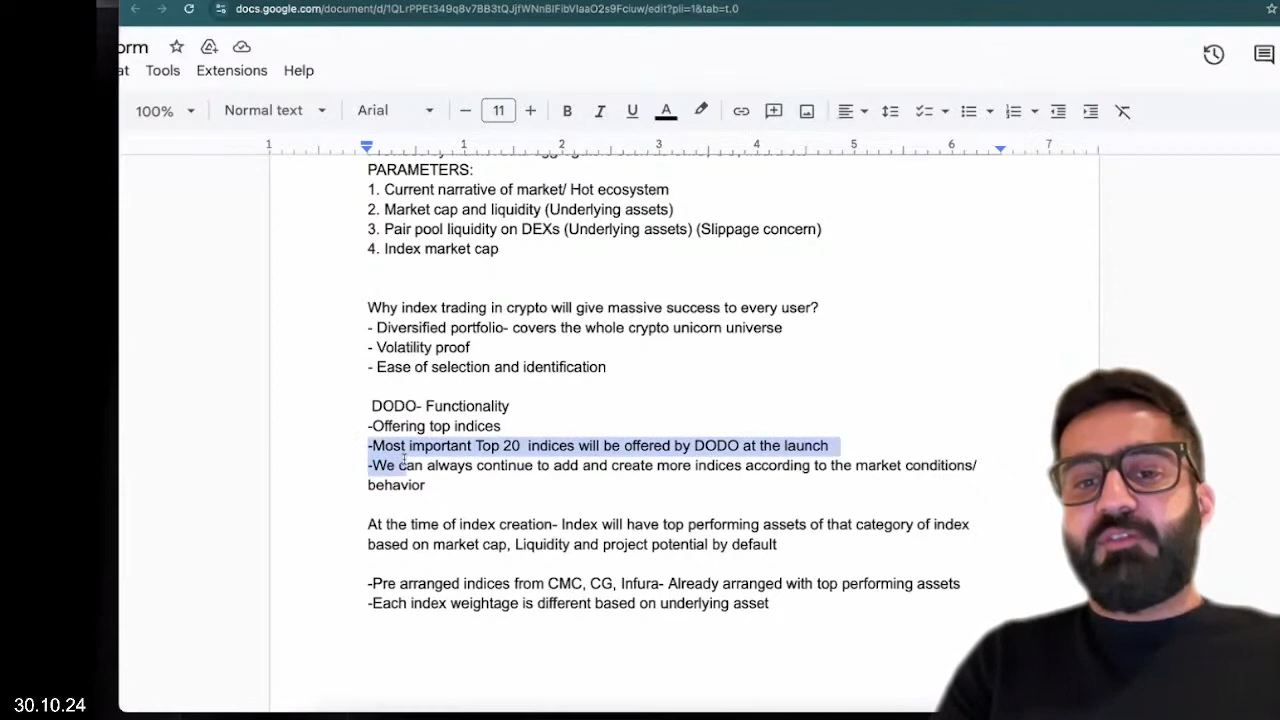 docs.google.com/document/d/1QLrPPEt349q8v7BB3tQJjfWNnBIFibVIaaO2s9Fciuw/edit?pli=1&tab=t.0
orm
at Tools Extensions Help
100% Normal text Arial 11 B I U A
1 1 2 3 4 5 6 7
PARAMETERS:
1. Current narrative of market/ Hot ecosystem
2. Market cap and liquidity (Underlying assets)
3. Pair pool liquidity on DEXs (Underlying assets) (Slippage concern)
4. Index market cap
Why index trading in crypto will give massive success to every user?
- Diversified portfolio- covers the whole crypto unicorn universe
- Volatility proof
- Ease of selection and identification
DODO- Functionality
-Offering top indices
-Most important Top 20 indices will be offered by DODO at the launch
-We can always continue to add and create more indices according to the market conditions/
behavior
At the time of index creation- Index will have top performing assets of that category of index
based on market cap, Liquidity and project potential by default
-Pre arranged indices from CMC, CG, Infura- Already arranged with top performing assets
-Each index weightage is different based on underlying asset
30.10.24